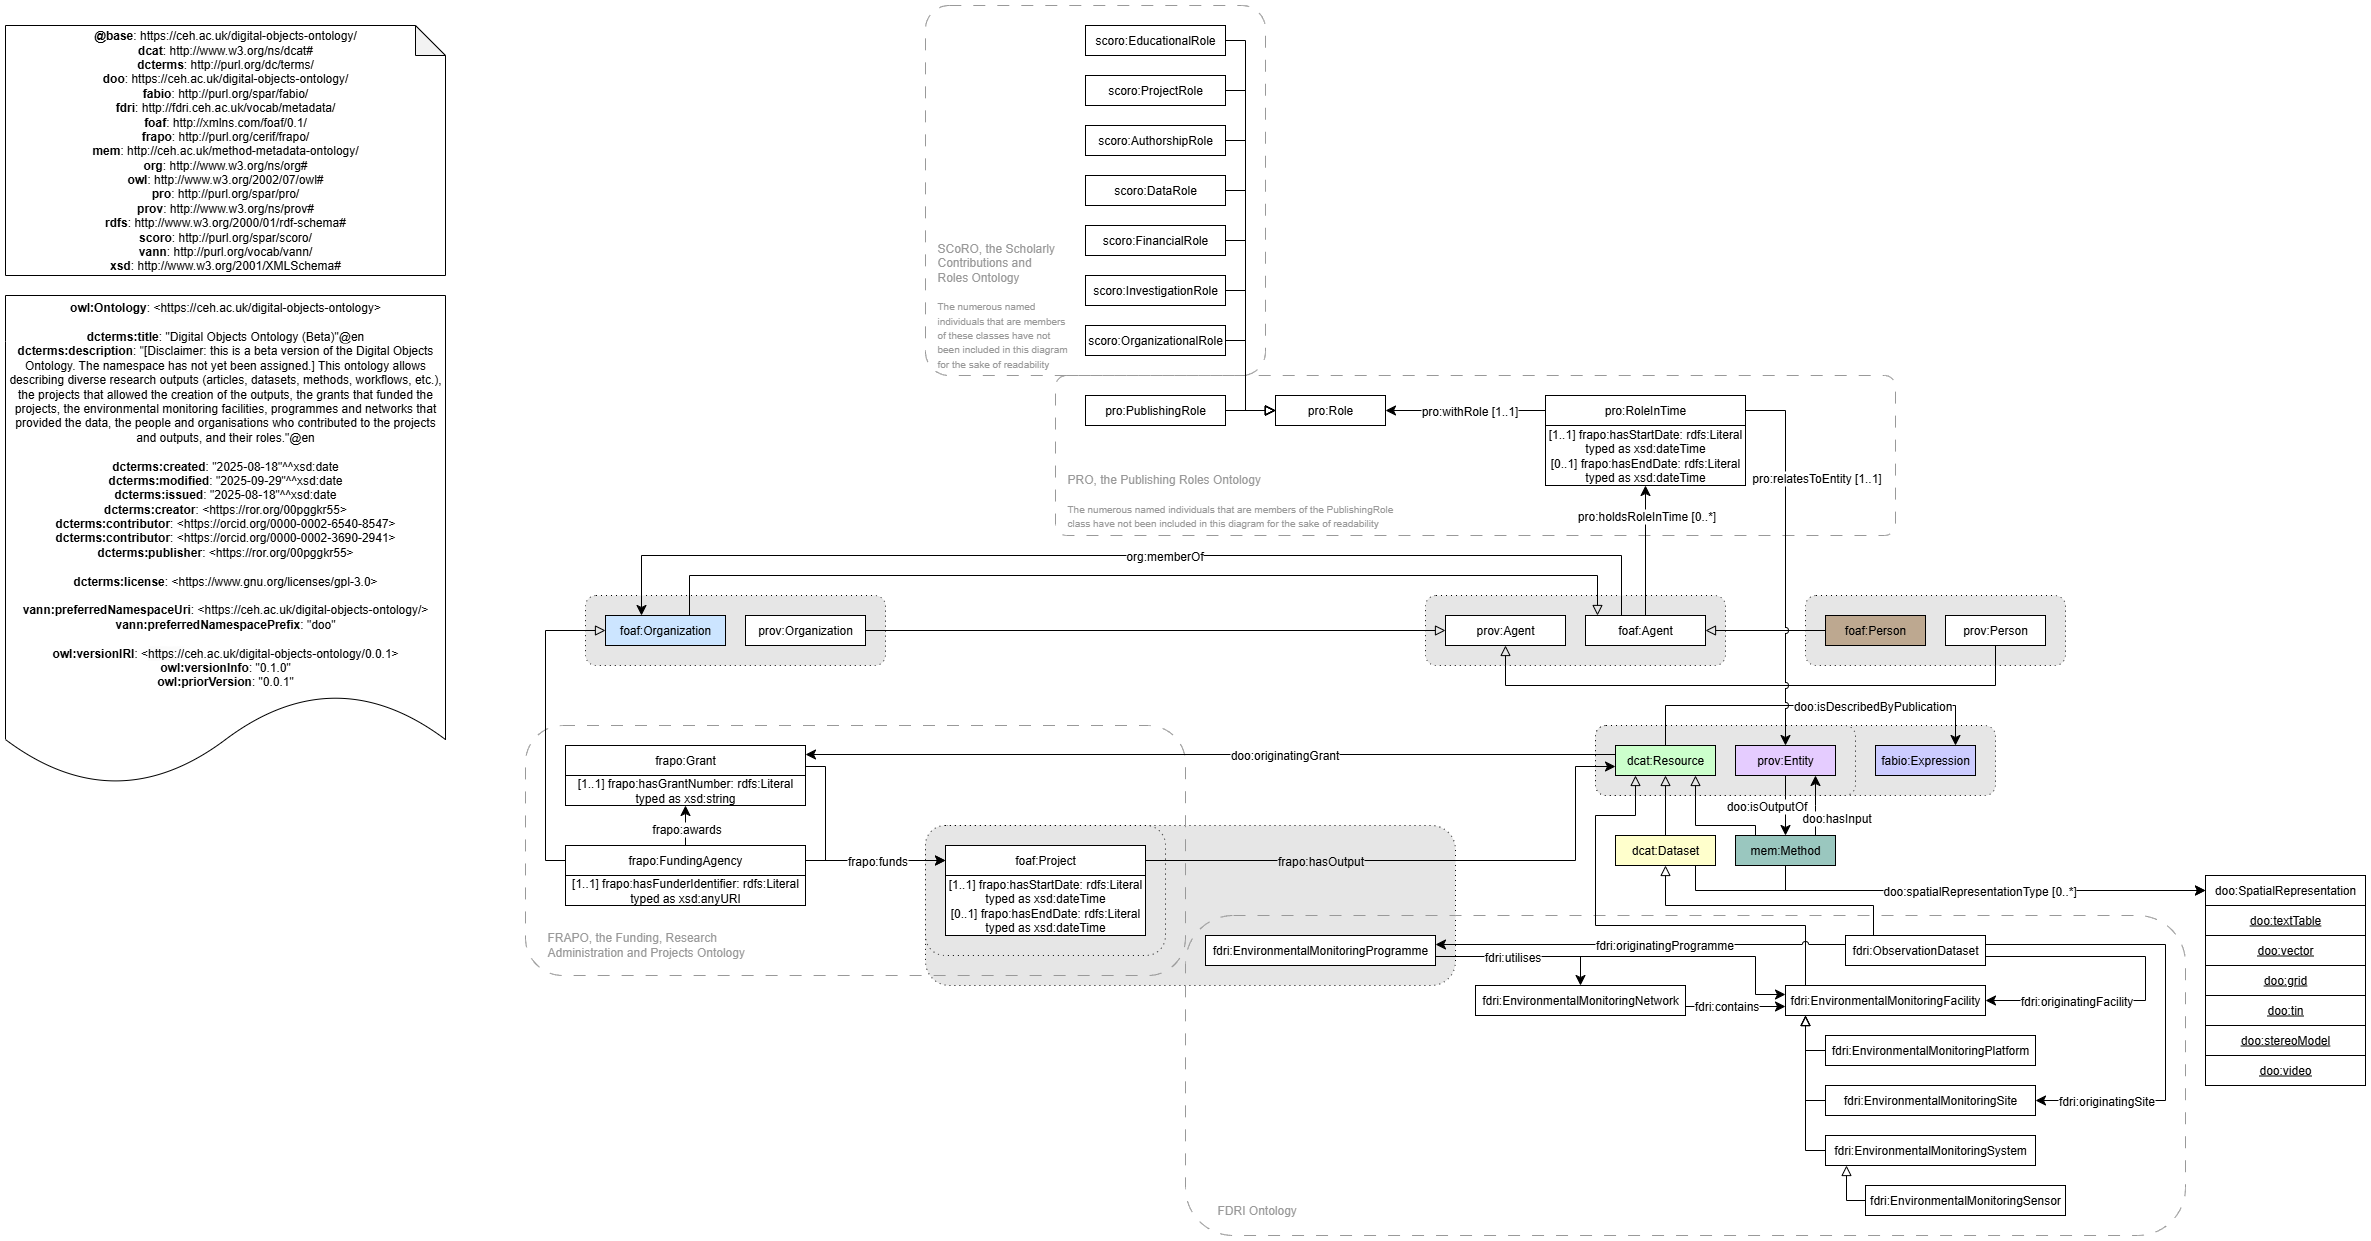 @base: https://ceh.ac.uk/digital-objects-ontology/
dcat: http://www.w3.org/ns/dcat#
dcterms: http://purl.org/dc/terms/
doo: https://ceh.ac.uk/digital-objects-ontology/
fabio: http://purl.org/spar/fabio/
fdri: http://fdri.ceh.ac.uk/vocab/metadata/
foaf: http://xmlns.com/foaf/0.1/
frapo: http://purl.org/cerif/frapo/
mem: http://ceh.ac.uk/method-metadata-ontology/
org: http://www.w3.org/ns/org#
owl: http://www.w3.org/2002/07/owl#
pro: http://purl.org/spar/pro/
prov: http://www.w3.org/ns/prov#
rdfs: http://www.w3.org/2000/01/rdf-schema#
scoro: http://purl.org/spar/scoro/
vann: http://purl.org/vocab/vann/
xsd: http://www.w3.org/2001/XMLSchema#
owl:Ontology: <https://ceh.ac.uk/digital-objects-ontology>
dcterms:title: "Digital Objects Ontology (Beta)"@en
dcterms:description: "[Disclaimer: this is a beta version of the Digital Objects
Ontology. The namespace has not yet been assigned.] This ontology allows
describing diverse research outputs (articles, datasets, methods, workflows, etc.),
the projects that allowed the creation of the outputs, the grants that funded the
projects, the environmental monitoring facilities, programmes and networks that
provided the data, the people and organisations who contributed to the projects
and outputs, and their roles."@en
dcterms:created: "2025-08-18"^^xsd:date
dcterms:modified: "2025-09-29"^^xsd:date
dcterms:issued: "2025-08-18"^^xsd:date
dcterms:creator: <https://ror.org/00pggkr55>
dcterms:contributor: <https://orcid.org/0000-0002-6540-8547>
dcterms:contributor: <https://orcid.org/0000-0002-3690-2941>
dcterms:publisher: <https://ror.org/00pggkr55>
dcterms:license: <https://www.gnu.org/licenses/gpl-3.0>
vann:preferredNamespaceUri: <https://ceh.ac.uk/digital-objects-ontology/>
vann:preferredNamespacePrefix: "doo"
owl:versionIRI: <https://ceh.ac.uk/digital-objects-ontology/0.0.1>
owl:versionInfo: "0.1.0"
owl:priorVersion: "0.0.1"
scoro:EducationalRole
scoro:ProjectRole
scoro:AuthorshipRole
scoro:DataRole
scoro:FinancialRole
scoro:InvestigationRole
scoro:OrganizationalRole
SCoRO, the Scholarly
Contributions and
Roles Ontology
The numerous named
individuals that are members
of these classes have not
been included in this diagram
for the sake of readability
pro:PublishingRole
pro:Role
pro:withRole [1..1]
pro:RoleInTime
[1..1] frapo:hasStartDate: rdfs:Literal
typed as xsd:dateTime
[0..1] frapo:hasEndDate: rdfs:Literal
typed as xsd:dateTime
pro:relatesToEntity [1..1]
PRO, the Publishing Roles Ontology
The numerous named individuals that are members of the PublishingRole
class have not been included in this diagram for the sake of readability
pro:holdsRoleInTime [0..*]
org:memberOf
foaf:Organization
prov:Organization
prov:Agent
foaf:Agent
foaf:Person
prov:Person
doo:isDescribedByPublication
frapo:Grant
[1..1] frapo:hasGrantNumber: rdfs:Literal
typed as xsd:string
doo:originatingGrant
dcat:Resource
prov:Entity
fabio:Expression
doo:isOutputOf
doo:hasInput
frapo:awards
frapo:FundingAgency
[1..1] frapo:hasFunderIdentifier: rdfs:Literal
typed as xsd:anyURI
frapo:funds
foaf:Project
[1..1] frapo:hasStartDate: rdfs:Literal
typed as xsd:dateTime
[0..1] frapo:hasEndDate: rdfs:Literal
typed as xsd:dateTime
frapo:hasOutput
dcat:Dataset
mem:Method
FRAPO, the Funding, Research
Administration and Projects Ontology
doo:spatialRepresentationType [0..*]
doo:SpatialRepresentation
doo:textTable
doo:vector
doo:grid
doo:tin
doo:stereoModel
doo:video
fdri:EnvironmentalMonitoringProgramme
fdri:originatingProgramme
fdri:ObservationDataset
fdri:utilises
fdri:EnvironmentalMonitoringNetwork
fdri:contains
fdri:EnvironmentalMonitoringFacility
fdri:originatingFacility
fdri:EnvironmentalMonitoringPlatform
fdri:EnvironmentalMonitoringSite
fdri:originatingSite
fdri:EnvironmentalMonitoringSystem
fdri:EnvironmentalMonitoringSensor
FDRI Ontology